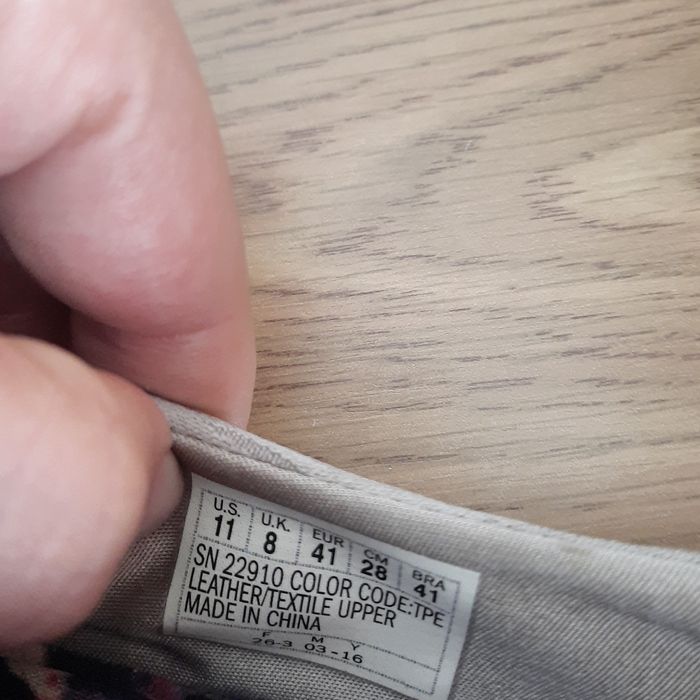 U.S. U.K. EUR CM BRA
11 8 41 28 41
SN 22910 COLOR CODE:TPE
LEATHER/TEXTILE UPPER
MADE IN CHINA
F M Y
26-3 03-16